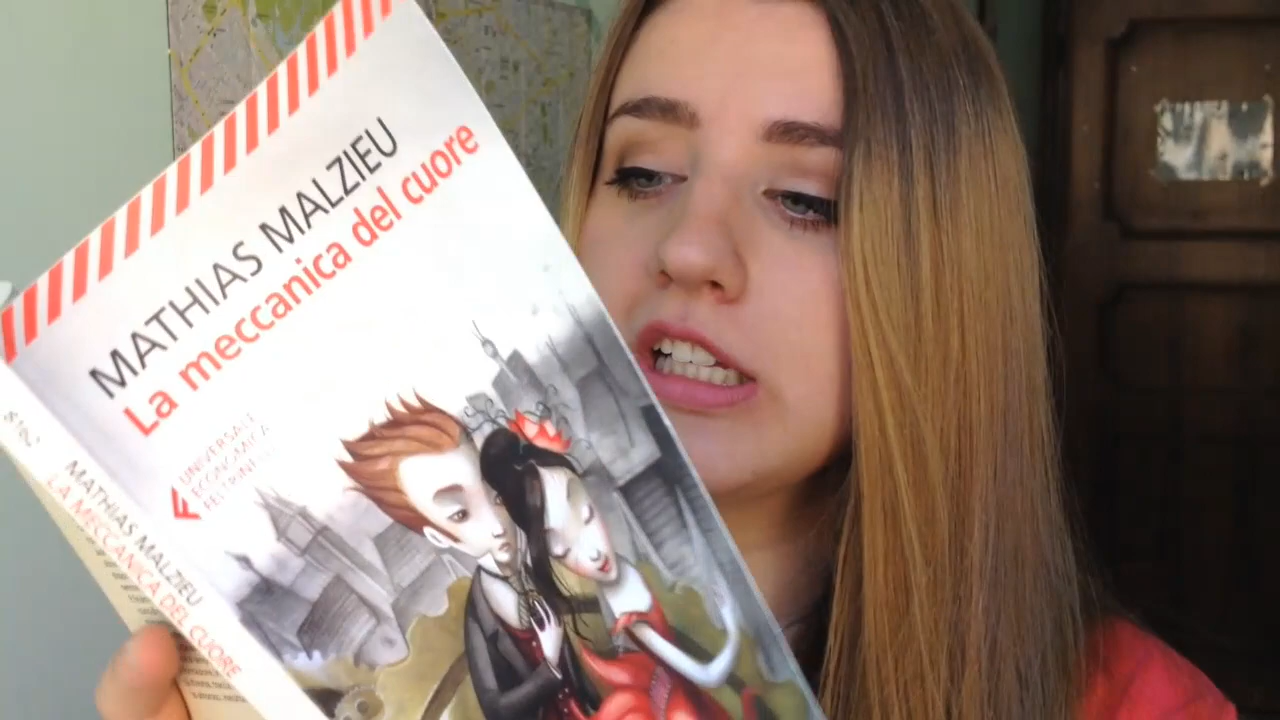 MATHIAS MALZIEU
La meccanica del cuore
UNIVERSALE
ECONOMICA
FELTRINELLI
MATHIAS MALZIEU
LA MECCANICA DEL CUORE